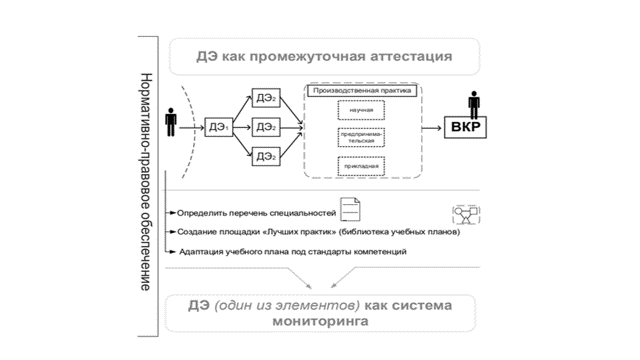 Нормативно-правовое обеспечение
ДЭ как промежуточная аттестация
ДЭ₁
ДЭ₂
ДЭ₂
ДЭ₂
Производственная практика
научная
предпринима-
тельская
прикладная
ВКР
Определить перечень специальностей
Создание площадки «Лучших практик» (библиотека учебных планов)
Адаптация учебного плана под стандарты компетенций
ДЭ (один из элементов) как система
мониторинга